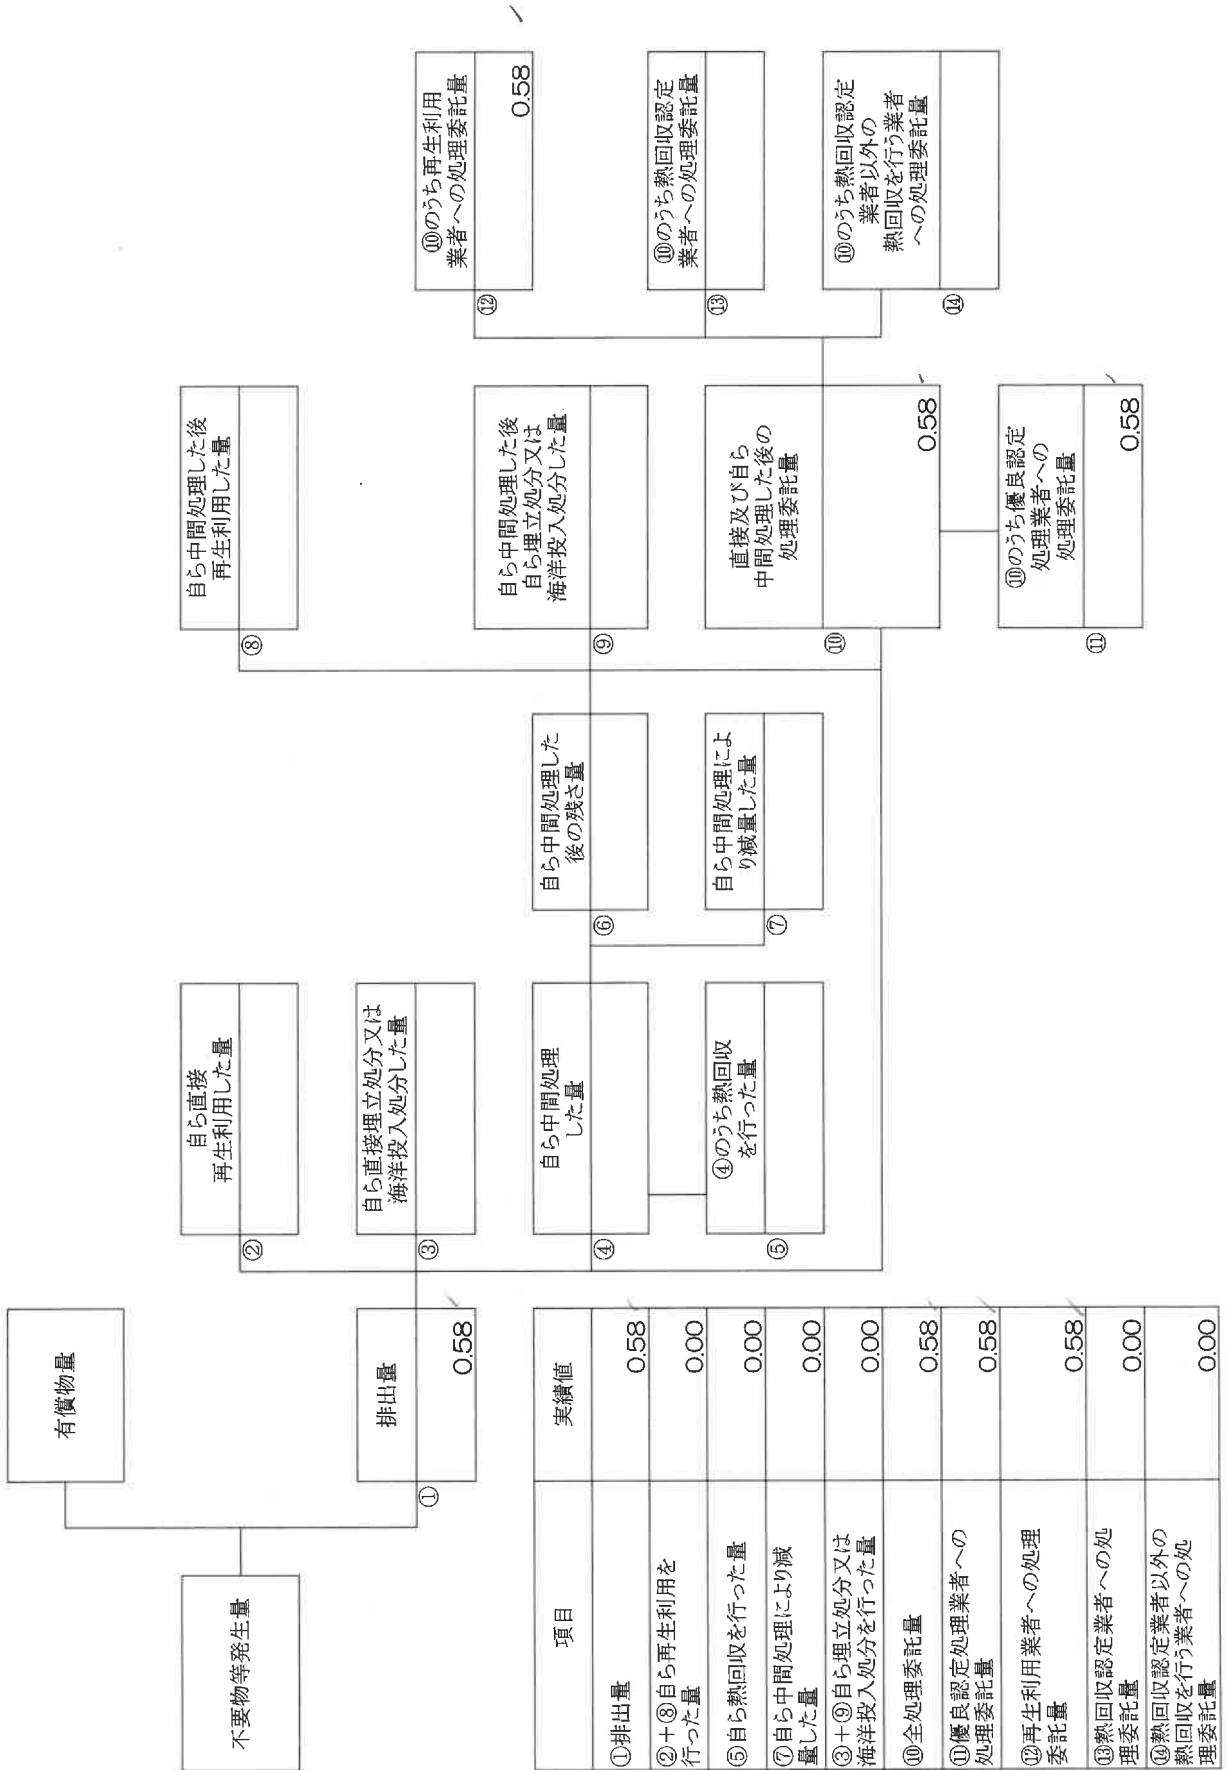 不要物等発生量
有償物量
排出量
①
0.58
自ら直接
再生利用した量
②
自ら直接埋立処分又は
海洋投入処分した量
③
自ら中間処理
した量
④
④のうち熱回収
を行った量
⑤
自ら中間処理した
後の残さ量
⑥
自ら中間処理によ
り減量した量
⑦
自ら中間処理した後
再生利用した量
⑧
自ら中間処理した後
自ら埋立処分又は
海洋投入処分した量
⑨
直接及び自ら
中間処理した後の
処理委託量
⑩
0.58
⑩のうち優良認定
処理業者への
処理委託量
⑪
0.58
⑩のうち再生利用
業者への処理委託量
⑫
0.58
⑩のうち熱回収認定
業者への処理委託量
⑬
⑩のうち熱回収認定
業者以外の
熱回収を行う業者
への処理委託量
⑭
項目 実績値
①排出量 0.58
②+⑧自ら再生利用を
行った量 0.00
⑤自ら熱回収を行った量 0.00
⑦自ら中間処理により減
量した量 0.00
③+⑨自ら埋立処分又は
海洋投入処分を行った量 0.00
⑩全処理委託量 0.58
⑪優良認定処理業者への
処理委託量 0.58
⑫再生利用業者への処理
委託量 0.58
⑬熱回収認定業者への処
理委託量 0.00
⑭熱回収認定業者以外の
熱回収を行う業者への処
理委託量 0.00